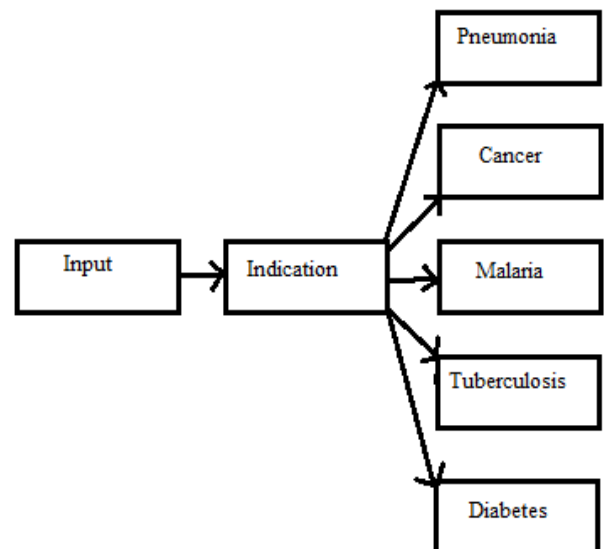 Pneumonia
Cancer
Input
Indication
Malaria
Tuberculosis
Diabetes